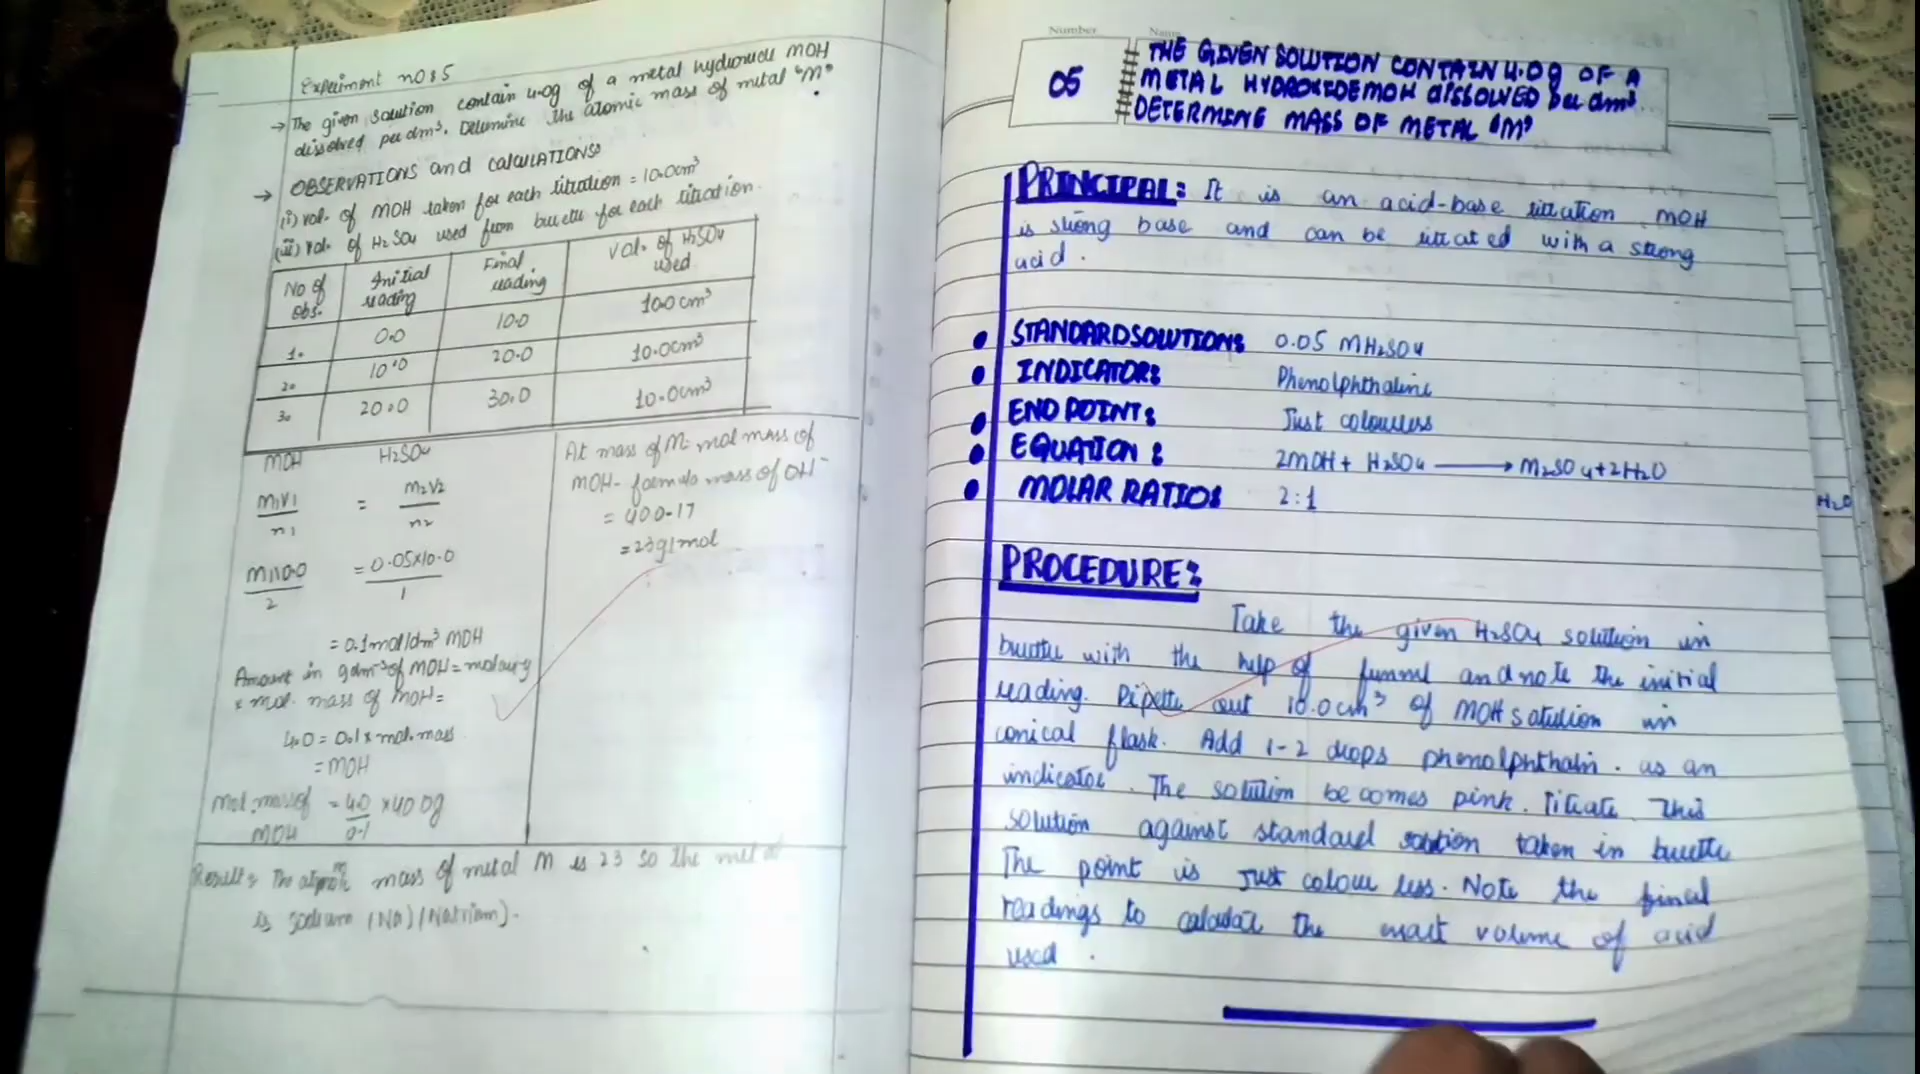 Experiment no: 5
→ The given solution contain 4.0g of a metal hydroxide MOH
dissolved per dm³. Determine the atomic mass of metal "M"
→ OBSERVATIONS and CALCULATIONS:
(i) vol. of MOH taken for each titration = 10.0cm³
(ii) vol. of H₂SO₄ used from burette for each titration.
No of obs. Initial reading Final reading Vol. of H₂SO₄ used
1. 0.0 10.0 10.0 cm³
2. 10.0 20.0 10.0cm³
3. 20.0 30.0 10.0cm³
MOH H₂SO₄
M₁V₁/n₁ = M₂V₂/n₂
M₁10.0/2 = 0.05x10.0/1
= 0.1mol/dm³ MOH
Amount in gdm⁻³ of MOH = molarity
x mol. mass of MOH =
4.0 = 0.1 x mol. mass
= MOH
Mol. mass of MOH = 4.0/0.1 x 40.0g
At mass of M: mol mass of
MOH - formula mass of OH⁻
= 40.0-17
= 23g/mol
Result: The atomic mass of metal M is 23 so the metal
is sodium (Na) (Natrium).
Number Name
05
THE GIVEN SOLUTION CONTAIN 4.0g OF A
METAL HYDROXIDE MOH DISSOLVED per dm³.
DETERMINE MASS OF METAL "M"
PRINCIPAL: It is an acid-base titration MOH
is strong base and can be titrated with a strong
acid.
STANDARD SOLUTION: 0.05 MH₂SO₄
INDICATOR: Phenolphthaline
END POINT: Just colourless
EQUATION: 2MOH + H₂SO₄ → M₂SO₄ + 2H₂O
MOLAR RATIO: 2:1
H₂O
PROCEDURE:
Take the given H₂SO₄ solution in
burette with the help of funnel and note the initial
reading. Pipette out 10.0cm³ of MOH solution in
conical flask. Add 1-2 drops phenolphthain. as an
indicator. The solution becomes pink. Titrate This
solution against standard solution taken in burette
The point is Just colour less. Note the final
readings to calculate the exact volume of acid
used.